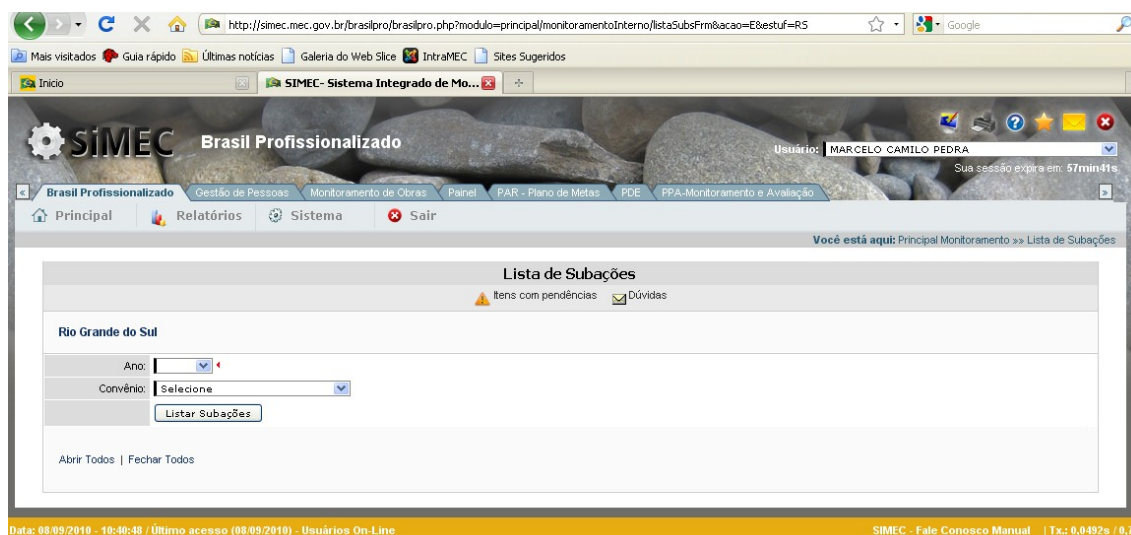 http://simec.mec.gov.br/brasilpro/brasilpro.php?modulo=principal/monitoramentoInterno/listaSubsFrm&acao=E&estuf=RS Google
Mais visitados Guia rápido Últimas notícias Galeria do Web Slice IntraMEC Sites Sugeridos
Inicio SIMEC- Sistema Integrado de Mo...
SiMEC Brasil Profissionalizado
Usuário: MARCELO CAMILO PEDRA
Sua sessão expira em: 57min41s
Brasil Profissionalizado Gestão de Pessoas Monitoramento de Obras Painel PAR - Plano de Metas PDE PPA-Monitoramento e Avaliação
Principal Relatórios Sistema Sair
Você está aqui: Principal Monitoramento »» Lista de Subações
Lista de Subações
Itens com pendências Dúvidas
Rio Grande do Sul
Ano:
Convênio: Selecione
Listar Subações
Abrir Todos | Fechar Todos
Data: 08/09/2010 - 10:40:48 / Último acesso (08/09/2010) - Usuários On-Line SIMEC - Fale Conosco Manual | Tx.: 0,0492s / 0,7